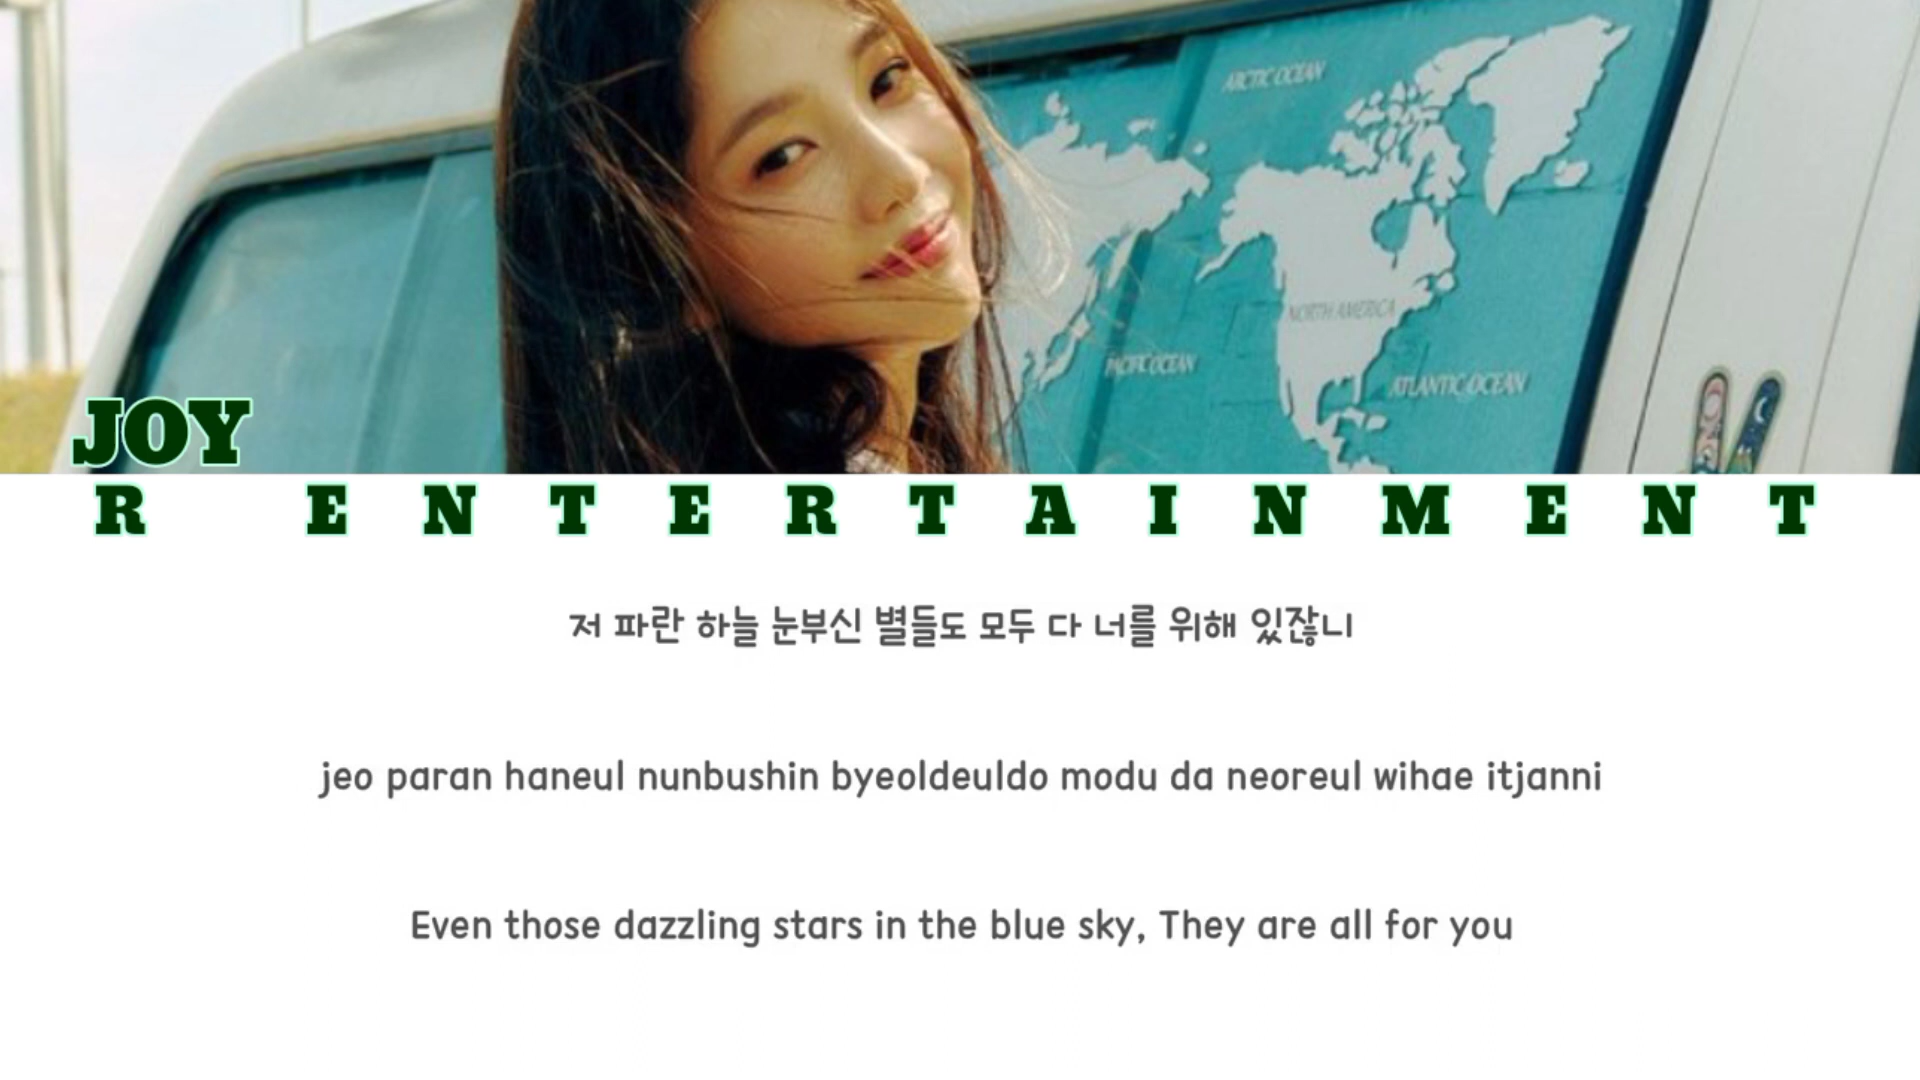 ARCTIC OCEAN
NORTH AMERICA
PACIFIC OCEAN
ATLANTIC OCEAN
JOY
R ENTERTAINMENT
저 파란 하늘 눈부신 별들도 모두 다 너를 위해 있잖니
jeo paran haneul nunbushin byeoldeuldo modu da neoreul wihae itjanni
Even those dazzling stars in the blue sky, They are all for you